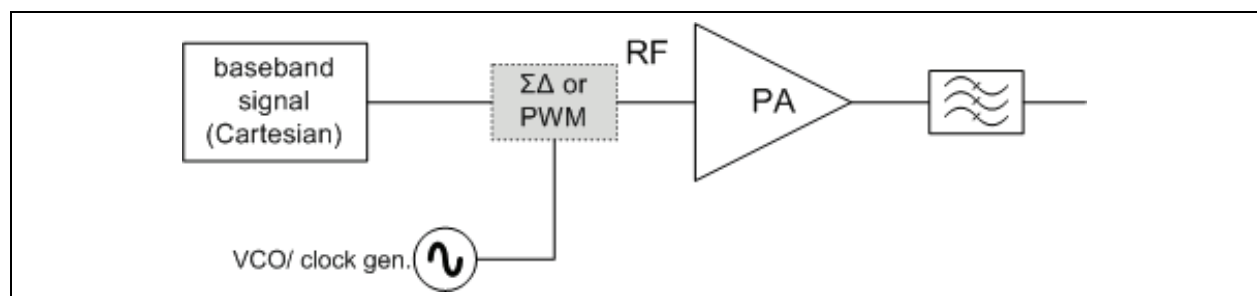 baseband
signal
(Cartesian)
ΣΔ or
PWM
RF
PA
VCO/ clock gen.